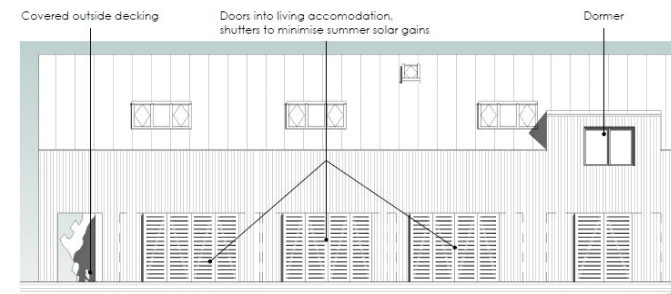 Covered outside decking
Doors into living accomodation,
shutters to minimise summer solar gains
Dormer